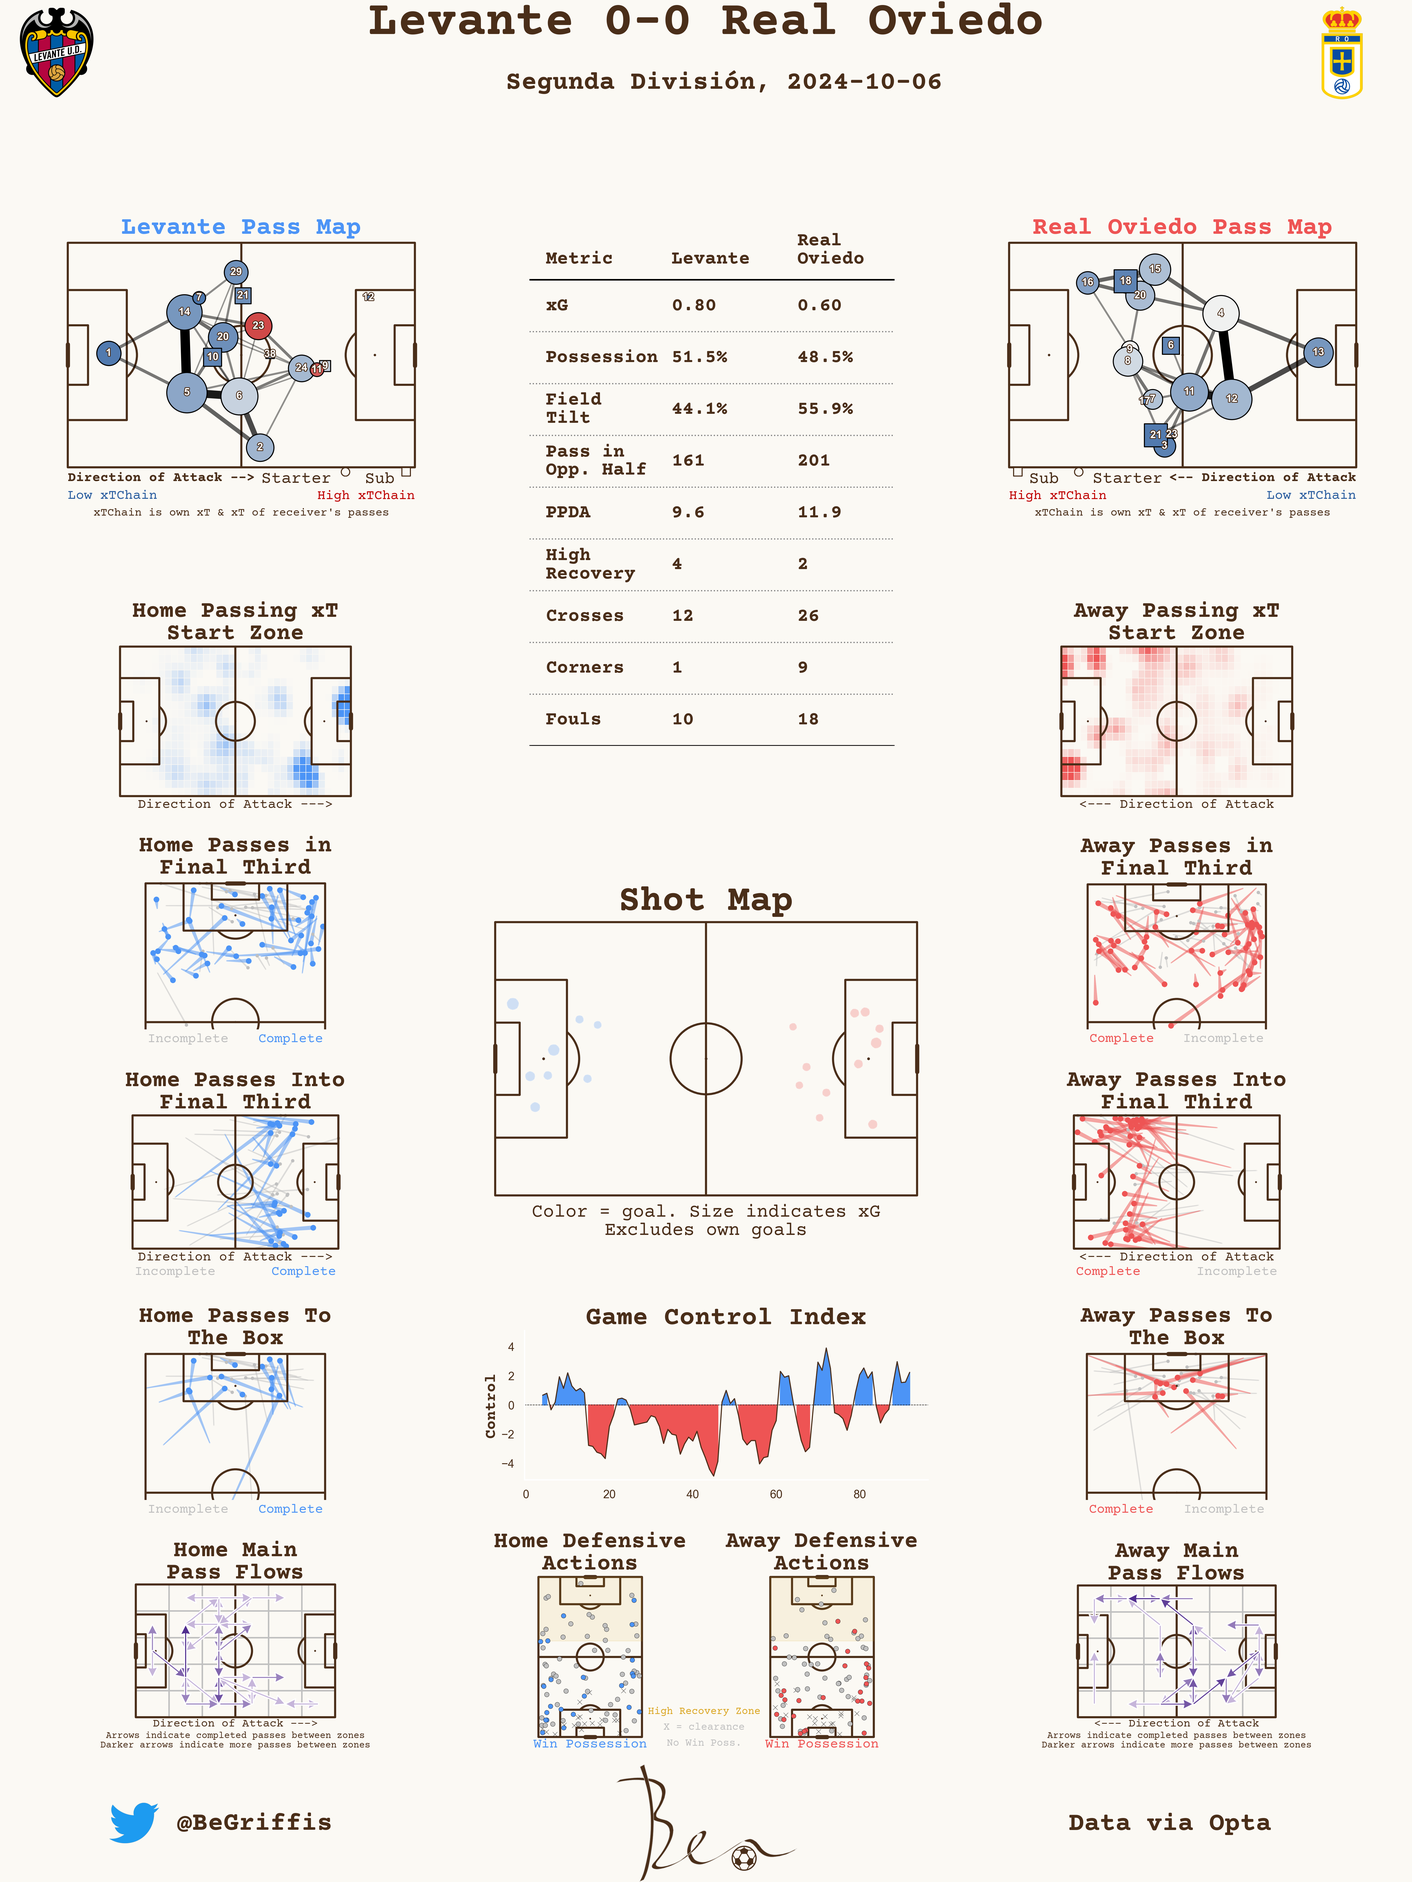 Levante 0-0 Real Oviedo
Segunda División, 2024-10-06
LEVANTE U.D.
R O
Levante Pass Map
29
7
21
14
23
12
20
38
1
10
24
11
9
5
6
2
Direction of Attack --> Starter Sub
Low xTChain High xTChain
xTChain is own xT & xT of receiver's passes
Metric Levante Real Oviedo
xG 0.80 0.60
Possession 51.5% 48.5%
Field Tilt 44.1% 55.9%
Pass in Opp. Half 161 201
PPDA 9.6 11.9
High Recovery 4 2
Crosses 12 26
Corners 1 9
Fouls 10 18
Real Oviedo Pass Map
15
16
18
20
4
9
6
8
13
11
17
7
12
21
23
3
Sub Starter <-- Direction of Attack
High xTChain Low xTChain
xTChain is own xT & xT of receiver's passes
Home Passing xT
Start Zone
Direction of Attack --->
Away Passing xT
Start Zone
<--- Direction of Attack
Home Passes in
Final Third
Incomplete Complete
Away Passes in
Final Third
Complete Incomplete
Shot Map
Color = goal. Size indicates xG
Excludes own goals
Home Passes Into
Final Third
Direction of Attack --->
Incomplete Complete
Away Passes Into
Final Third
<--- Direction of Attack
Complete Incomplete
Home Passes To
The Box
Incomplete Complete
Game Control Index
Control
4
2
0
−2
−4
0 20 40 60 80
Away Passes To
The Box
Complete Incomplete
Home Main
Pass Flows
Direction of Attack --->
Arrows indicate completed passes between zones
Darker arrows indicate more passes between zones
Home Defensive
Actions
Win Possession
High Recovery Zone
X = clearance
No Win Poss.
Away Defensive
Actions
Win Possession
Away Main
Pass Flows
<--- Direction of Attack
Arrows indicate completed passes between zones
Darker arrows indicate more passes between zones
@BeGriffis
Ben
Data via Opta